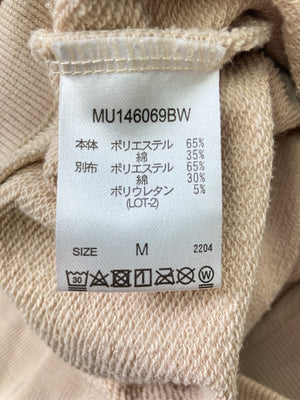 MU146069BW
本体 ポリエステル 65%
綿 35%
別布 ポリエステル 65%
綿 30%
ポリウレタン 5%
(LOT-2)
SIZE M 2204
30 W